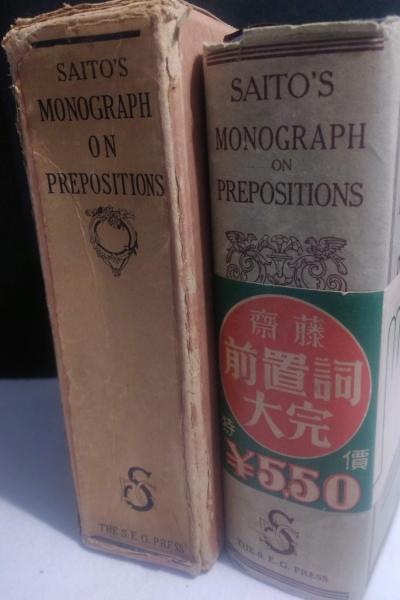 SAITO'S
MONOGRAPH
ON
PREPOSITIONS
S
THE S.E.G. PRESS
SAITO'S
MONOGRAPH
ON
PREPOSITIONS
齋藤
前置詞
大完
特價
¥5.50
S
THE S.E.G. PRESS